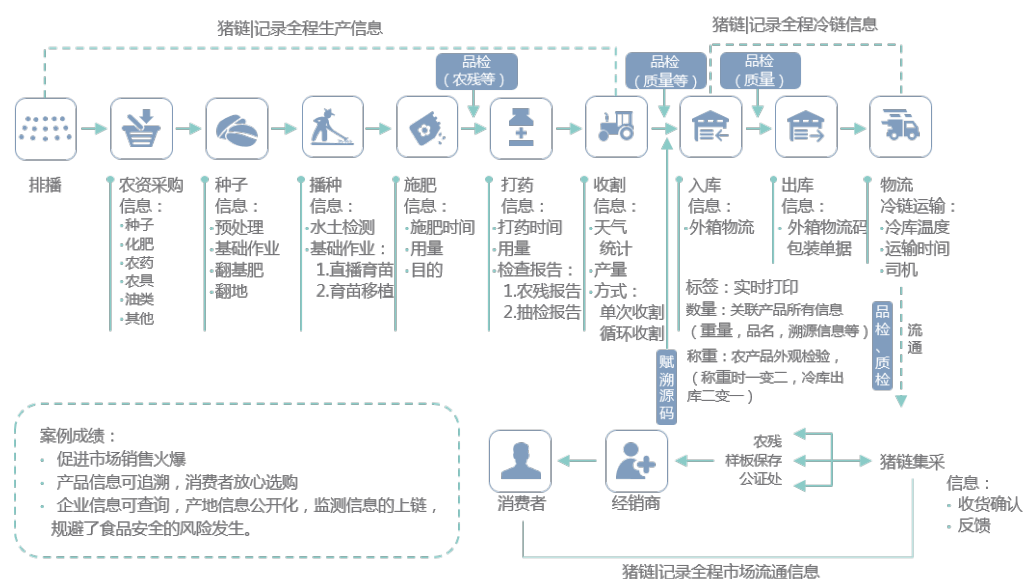 猪链|记录全程生产信息
猪链|记录全程冷链信息
品检
（农残等）
品检
（质量等）
品检
（质量）
排播
农资采购
信息：
·种子
·化肥
·农药
·农具
·油类
·其他
种子
信息：
·预处理
·基础作业
·翻基肥
·翻地
播种
信息：
·水土检测
·基础作业：
1.直播育苗
2.育苗移植
施肥
信息：
·施肥时间
·用量
·目的
打药
信息：
·打药时间
·用量
·检查报告：
1.农残报告
2.抽检报告
收割
信息：
·天气
统计
·产量
·方式：
单次收割
循环收割
入库
信息：
·外箱物流
出库
信息：
· 外箱物流码
包装单据
物流
冷链运输：
·冷库温度
·运输时间
·司机
标签：实时打印
数量：关联产品所有信息
（重量，品名，溯源信息等）
称重：农产品外观检验，
（称重时一变二，冷库出
库二变一）
赋溯源码
品检、质检
流通
案例成绩：
· 促进市场销售火爆
· 产品信息可追溯，消费者放心选购
· 企业信息可查询，产地信息公开化，监测信息的上链，
规避了食品安全的风险发生。
消费者
经销商
农残
样板保存
公证处
猪链集采
信息：
· 收货确认
· 反馈
猪链|记录全程市场流通信息